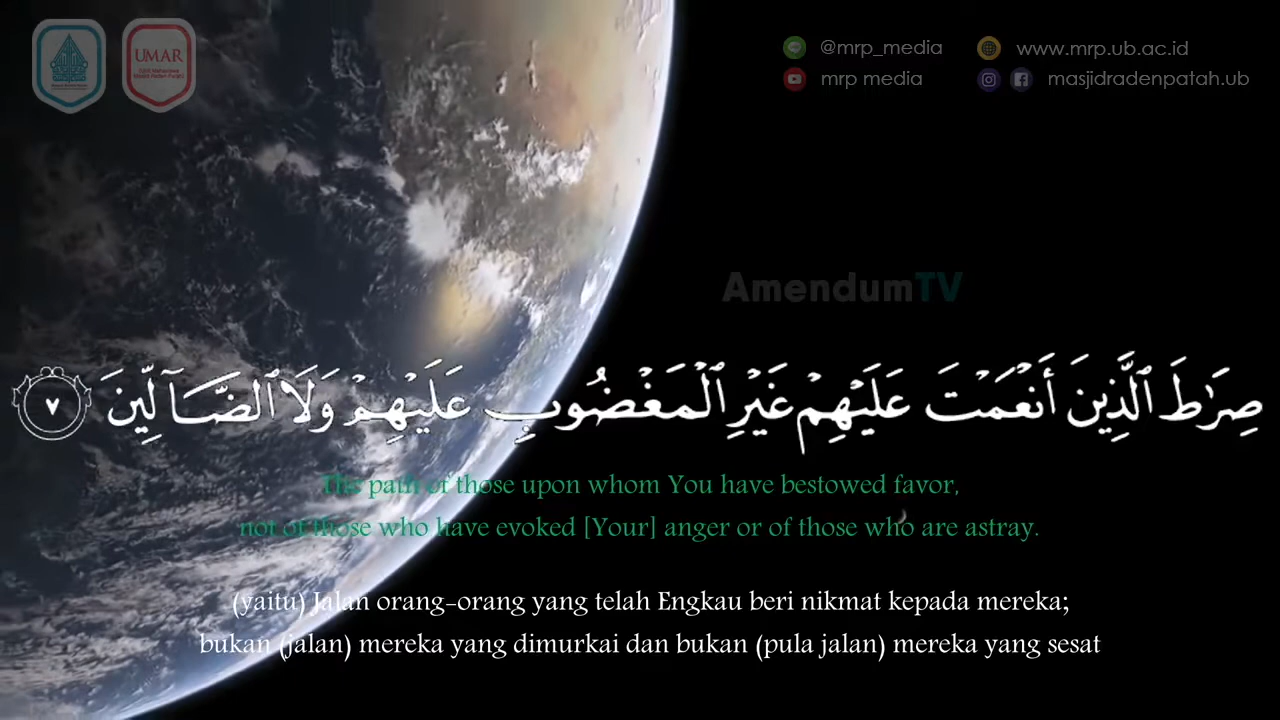 UMAR
@mrp_media
www.mrp.ub.ac.id
mrp media
masjidradenpatah.ub
AmendumTV
صِرَٰطَ ٱلَّذِينَ أَنْعَمْتَ عَلَيْهِمْ غَيْرِ ٱلْمَغْضُوبِ عَلَيْهِمْ وَلَا ٱلضَّآلِّينَ ٧
The path of those upon whom You have bestowed favor,
not of those who have evoked [Your] anger or of those who are astray.
(yaitu) Jalan orang-orang yang telah Engkau beri nikmat kepada mereka;
bukan (jalan) mereka yang dimurkai dan bukan (pula jalan) mereka yang sesat